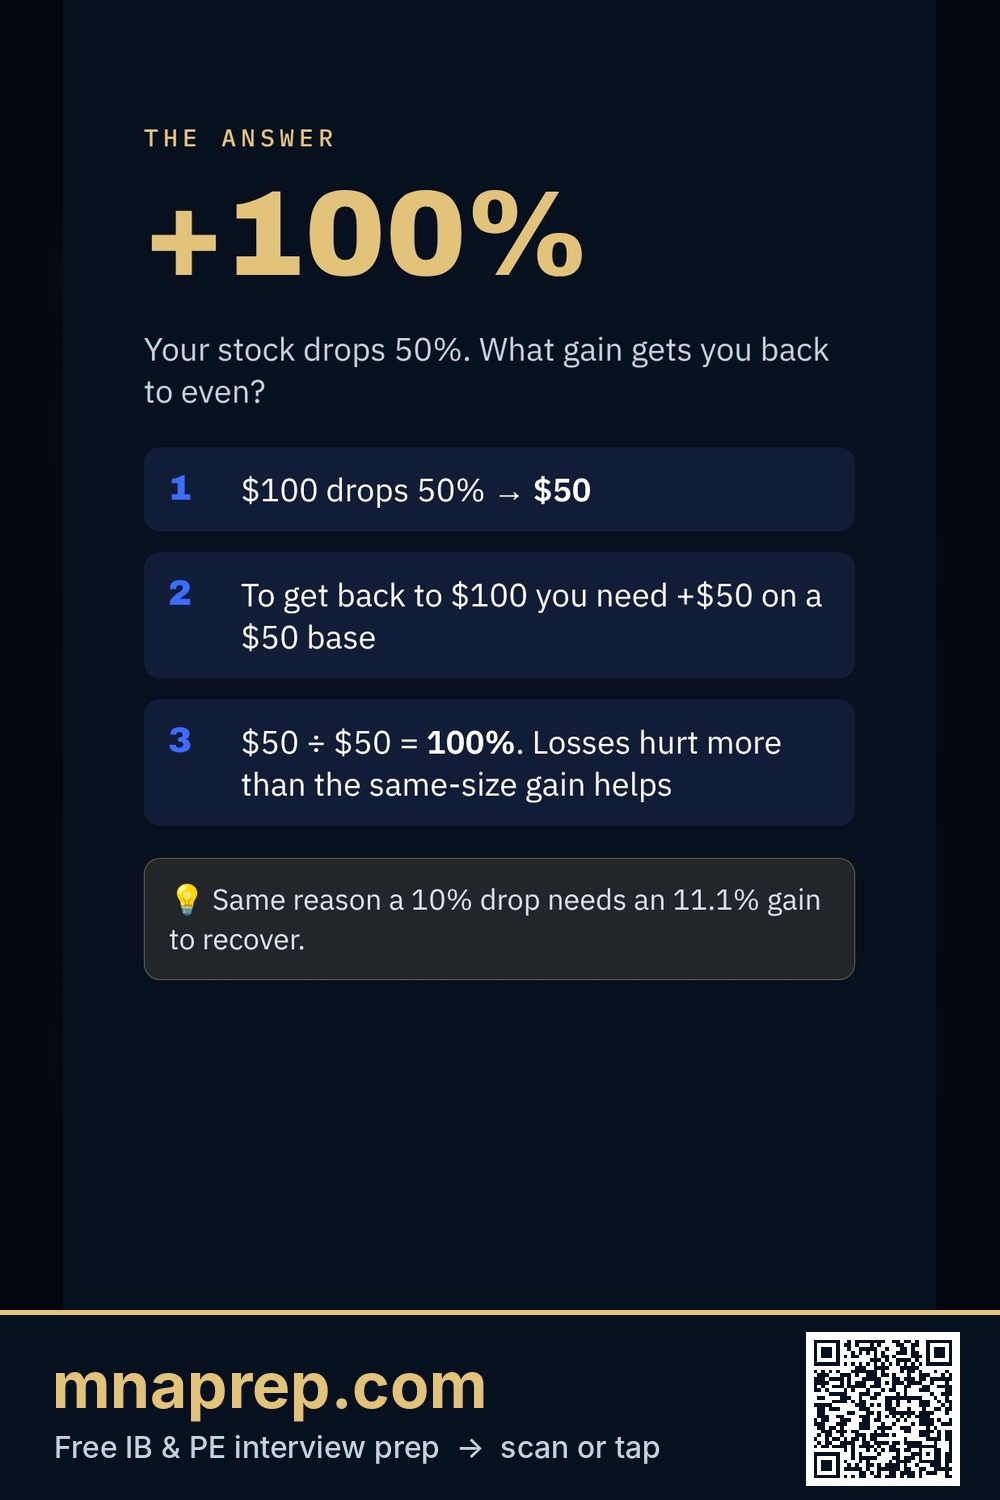 THE ANSWER
+100%
Your stock drops 50%. What gain gets you back
to even?
1 $100 drops 50% → $50
2 To get back to $100 you need +$50 on a
$50 base
3 $50 ÷ $50 = 100%. Losses hurt more
than the same-size gain helps
💡 Same reason a 10% drop needs an 11.1% gain
to recover.
mnaprep.com
Free IB & PE interview prep → scan or tap